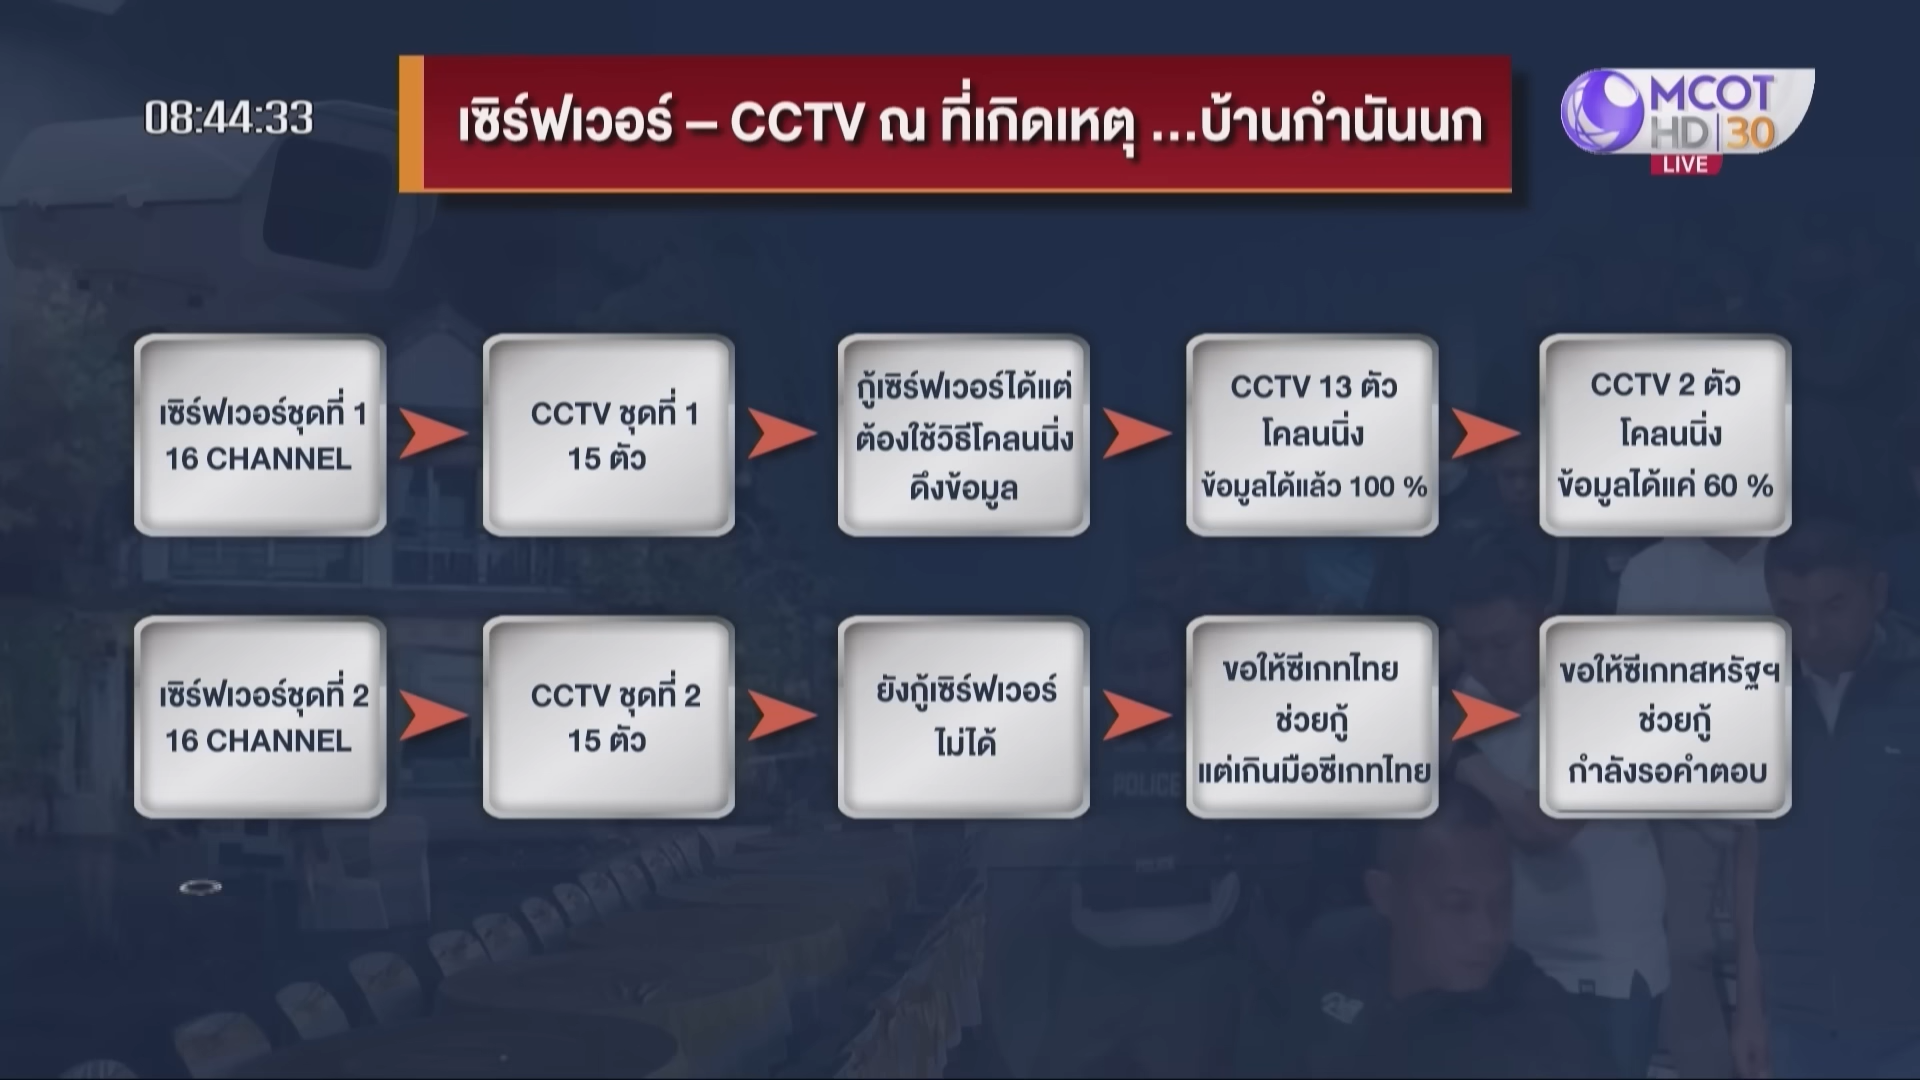 08:44:33
เซิร์ฟเวอร์ – CCTV ณ ที่เกิดเหตุ ...บ้านกำนันนก
MCOT
HD 30
LIVE
เซิร์ฟเวอร์ชุดที่ 1
16 CHANNEL
CCTV ชุดที่ 1
15 ตัว
กู้เซิร์ฟเวอร์ได้แต่
ต้องใช้วิธีโคลนนิ่ง
ดึงข้อมูล
CCTV 13 ตัว
โคลนนิ่ง
ข้อมูลได้แล้ว 100 %
CCTV 2 ตัว
โคลนนิ่ง
ข้อมูลได้แค่ 60 %
เซิร์ฟเวอร์ชุดที่ 2
16 CHANNEL
CCTV ชุดที่ 2
15 ตัว
ยังกู้เซิร์ฟเวอร์
ไม่ได้
ขอให้ซีเกทไทย
ช่วยกู้
แต่เกินมือซีเกทไทย
ขอให้ซีเกทสหรัฐฯ
ช่วยกู้
กำลังรอคำตอบ
POLICE
POLICE